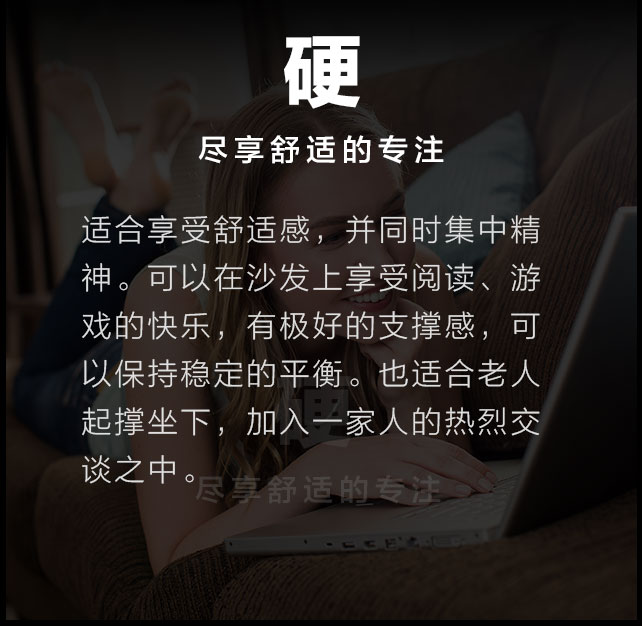 硬
尽享舒适的专注
适合享受舒适感，并同时集中精
神。可以在沙发上享受阅读、游
戏的快乐，有极好的支撑感，可
以保持稳定的平衡。也适合老人
起撑坐下，加入一家人的热烈交
谈之中。
硬
尽享舒适的专注